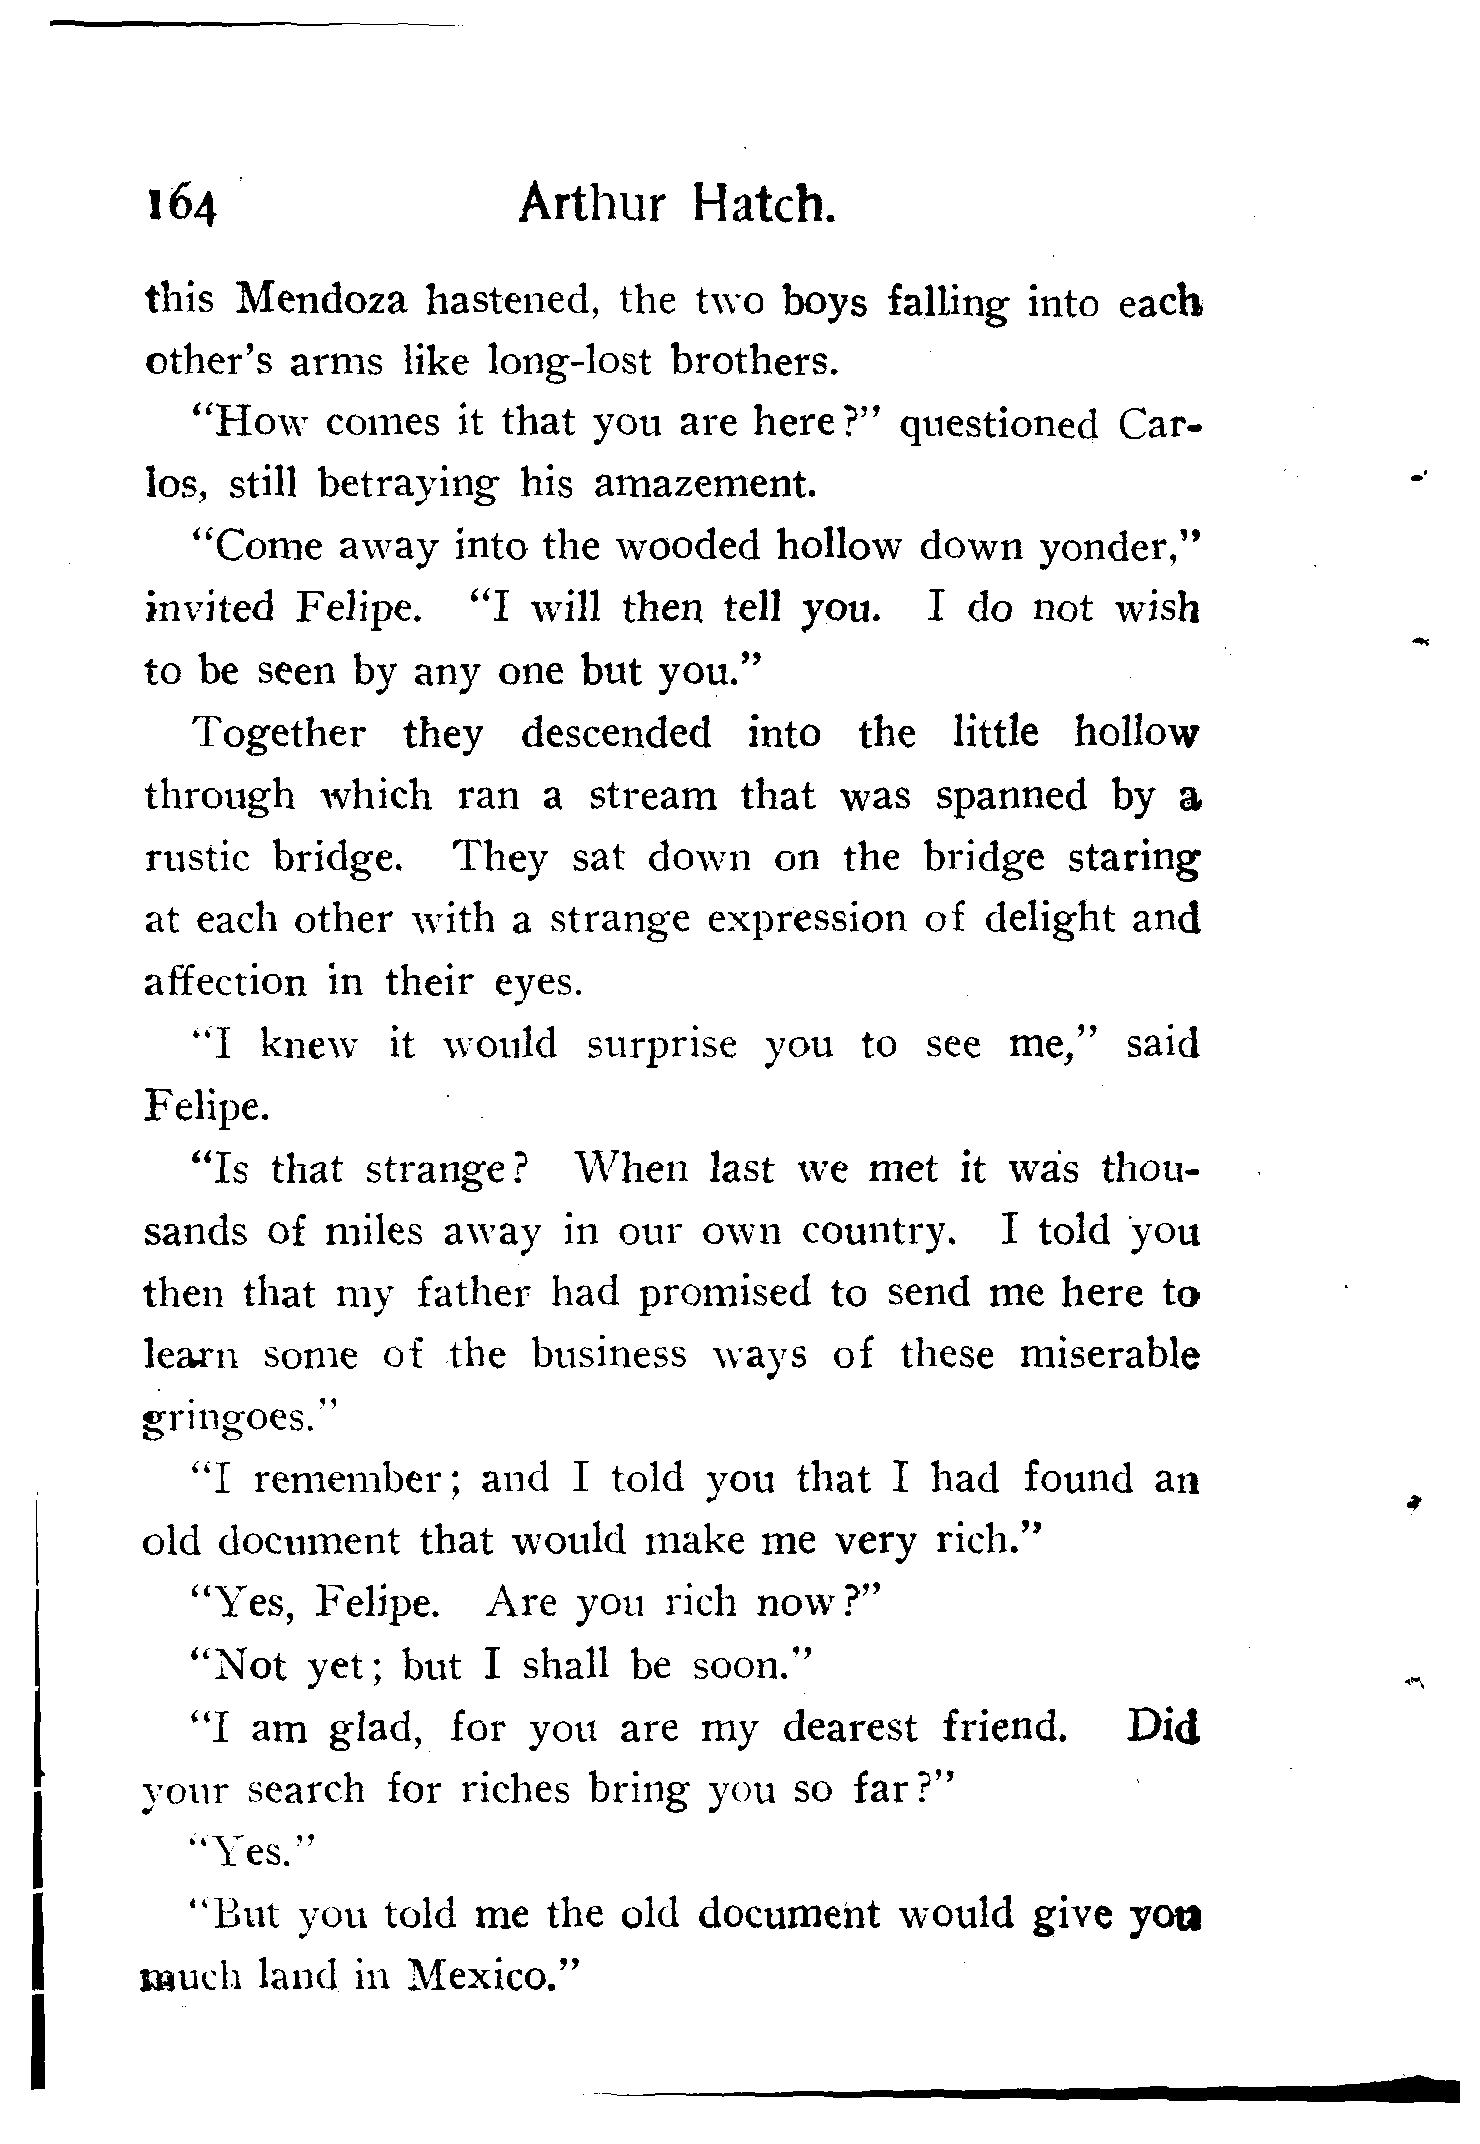 164 Arthur Hatch.
this Mendoza hastened, the two boys falling into each
other's arms like long-lost brothers.
"How comes it that you are here?" questioned Car-
los, still betraying his amazement.
"Come away into the wooded hollow down yonder,"
invited Felipe. "I will then tell you. I do not wish
to be seen by any one but you."
Together they descended into the little hollow
through which ran a stream that was spanned by a
rustic bridge. They sat down on the bridge staring
at each other with a strange expression of delight and
affection in their eyes.
"I knew it would surprise you to see me," said
Felipe.
"Is that strange? When last we met it was thou-
sands of miles away in our own country. I told you
then that my father had promised to send me here to
learn some of the business ways of these miserable
gringoes."
"I remember; and I told you that I had found an
old document that would make me very rich."
"Yes, Felipe. Are you rich now?"
"Not yet; but I shall be soon."
"I am glad, for you are my dearest friend. Did
your search for riches bring you so far?"
"Yes."
"But you told me the old document would give you
much land in Mexico."